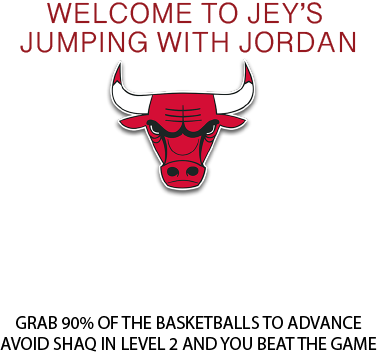 WELCOME TO JEY'S
JUMPING WITH JORDAN
GRAB 90% OF THE BASKETBALLS TO ADVANCE
AVOID SHAQ IN LEVEL 2 AND YOU BEAT THE GAME